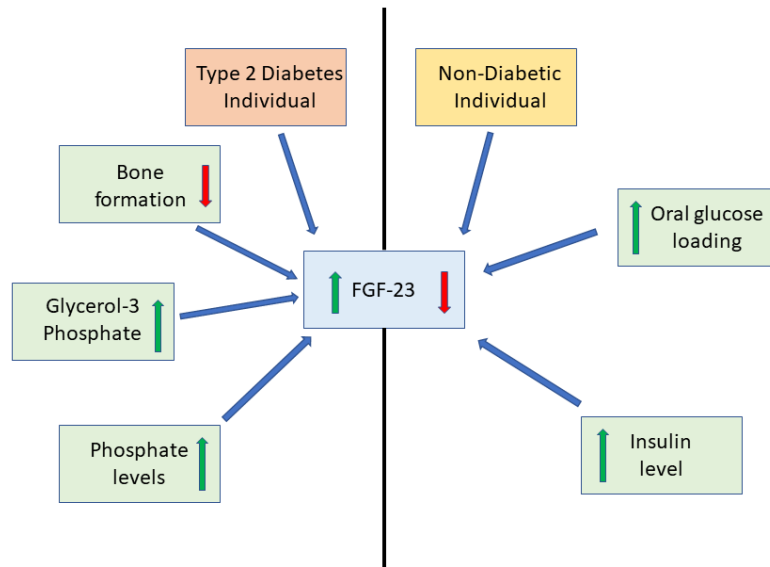 Type 2 Diabetes
Individual
Non-Diabetic
Individual
Bone
formation
Oral glucose
loading
FGF-23
Glycerol-3
Phosphate
Phosphate
levels
Insulin
level